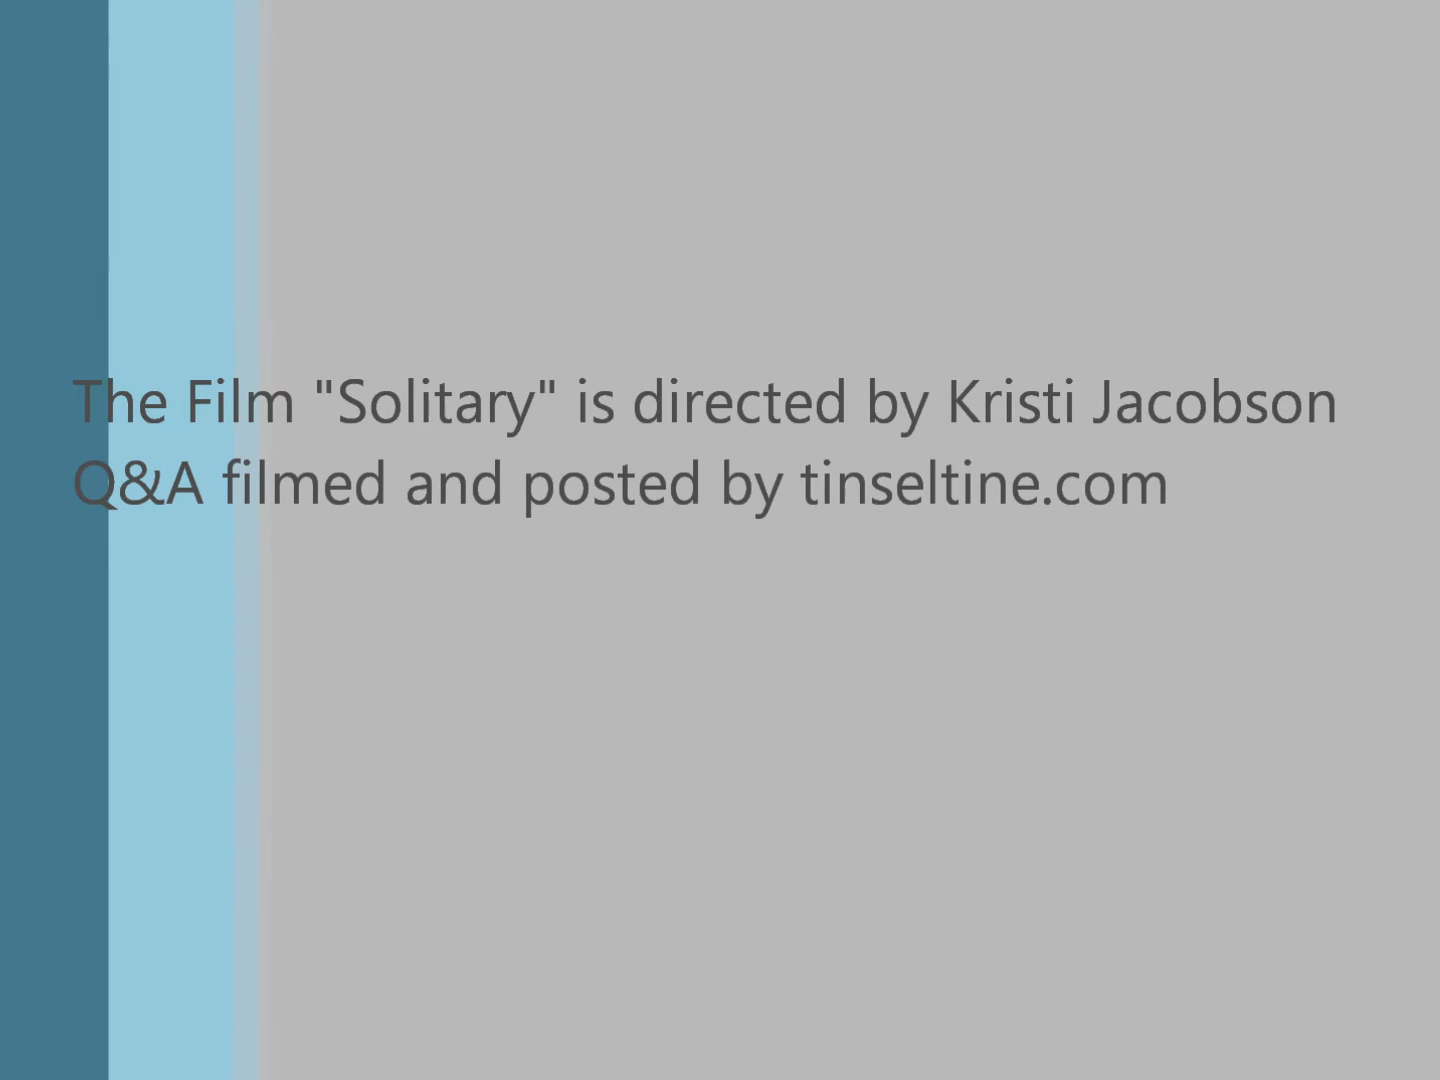 The Film "Solitary" is directed by Kristi Jacobson
Q&A filmed and posted by tinseltine.com